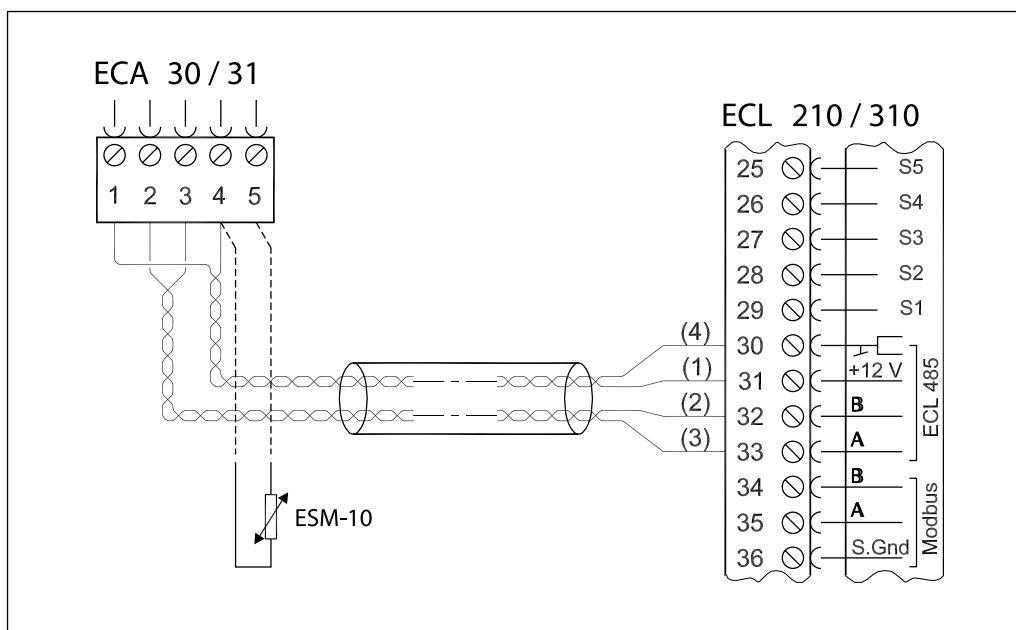 ECA 30 / 31
1 2 3 4 5
ECL 210 / 310
25 S5
26 S4
27 S3
28 S2
29 S1
(4) 30
(1) 31 +12 V
(2) 32 B
(3) 33 A
ECL 485
34 B
35 A
36 S.Gnd
Modbus
ESM-10